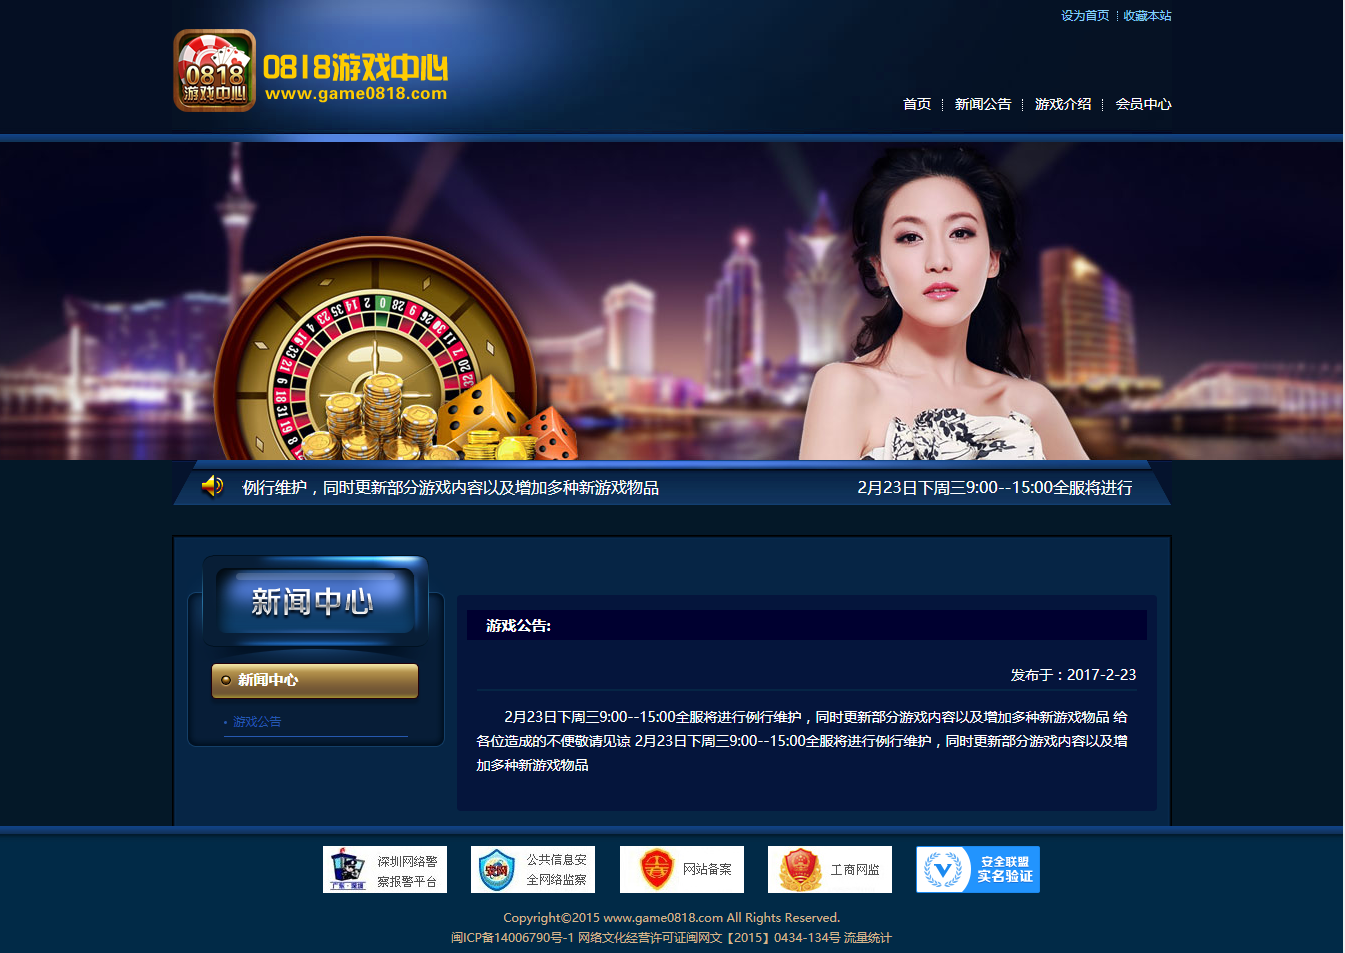 设为首页
收藏本站
0818
游戏中心
0818游戏中心
www.game0818.com
首页
新闻公告
游戏介绍
会员中心
例行维护，同时更新部分游戏内容以及增加多种新游戏物品
2月23日下周三9:00--15:00全服将进行
新闻中心
新闻中心
游戏公告
游戏公告:
发布于：2017-2-23
2月23日下周三9:00--15:00全服将进行例行维护，同时更新部分游戏内容以及增加多种新游戏物品 给
各位造成的不便敬请见谅 2月23日下周三9:00--15:00全服将进行例行维护，同时更新部分游戏内容以及增
加多种新游戏物品
深圳网络警
察报警平台
公共信息安
全网络监察
网站备案
工商网监
安全联盟
实名验证
Copyright©2015 www.game0818.com All Rights Reserved.
闽ICP备14006790号-1 网络文化经营许可证闽网文【2015】0434-134号 流量统计